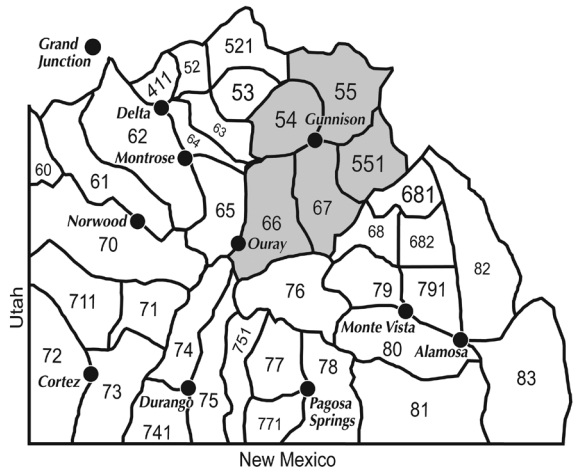 521
Grand
Junction
52
411
55
53
Delta
54
Gunnison
62
63
64
Montrose
551
60
61
681
65
66
67
Norwood
68
682
70
Ouray
82
76
79
791
711
71
Utah
Monte Vista
751
72
74
77
78
80
Alamosa
Cortez
73
Durango
75
Pagosa
Springs
83
81
741
771
New Mexico